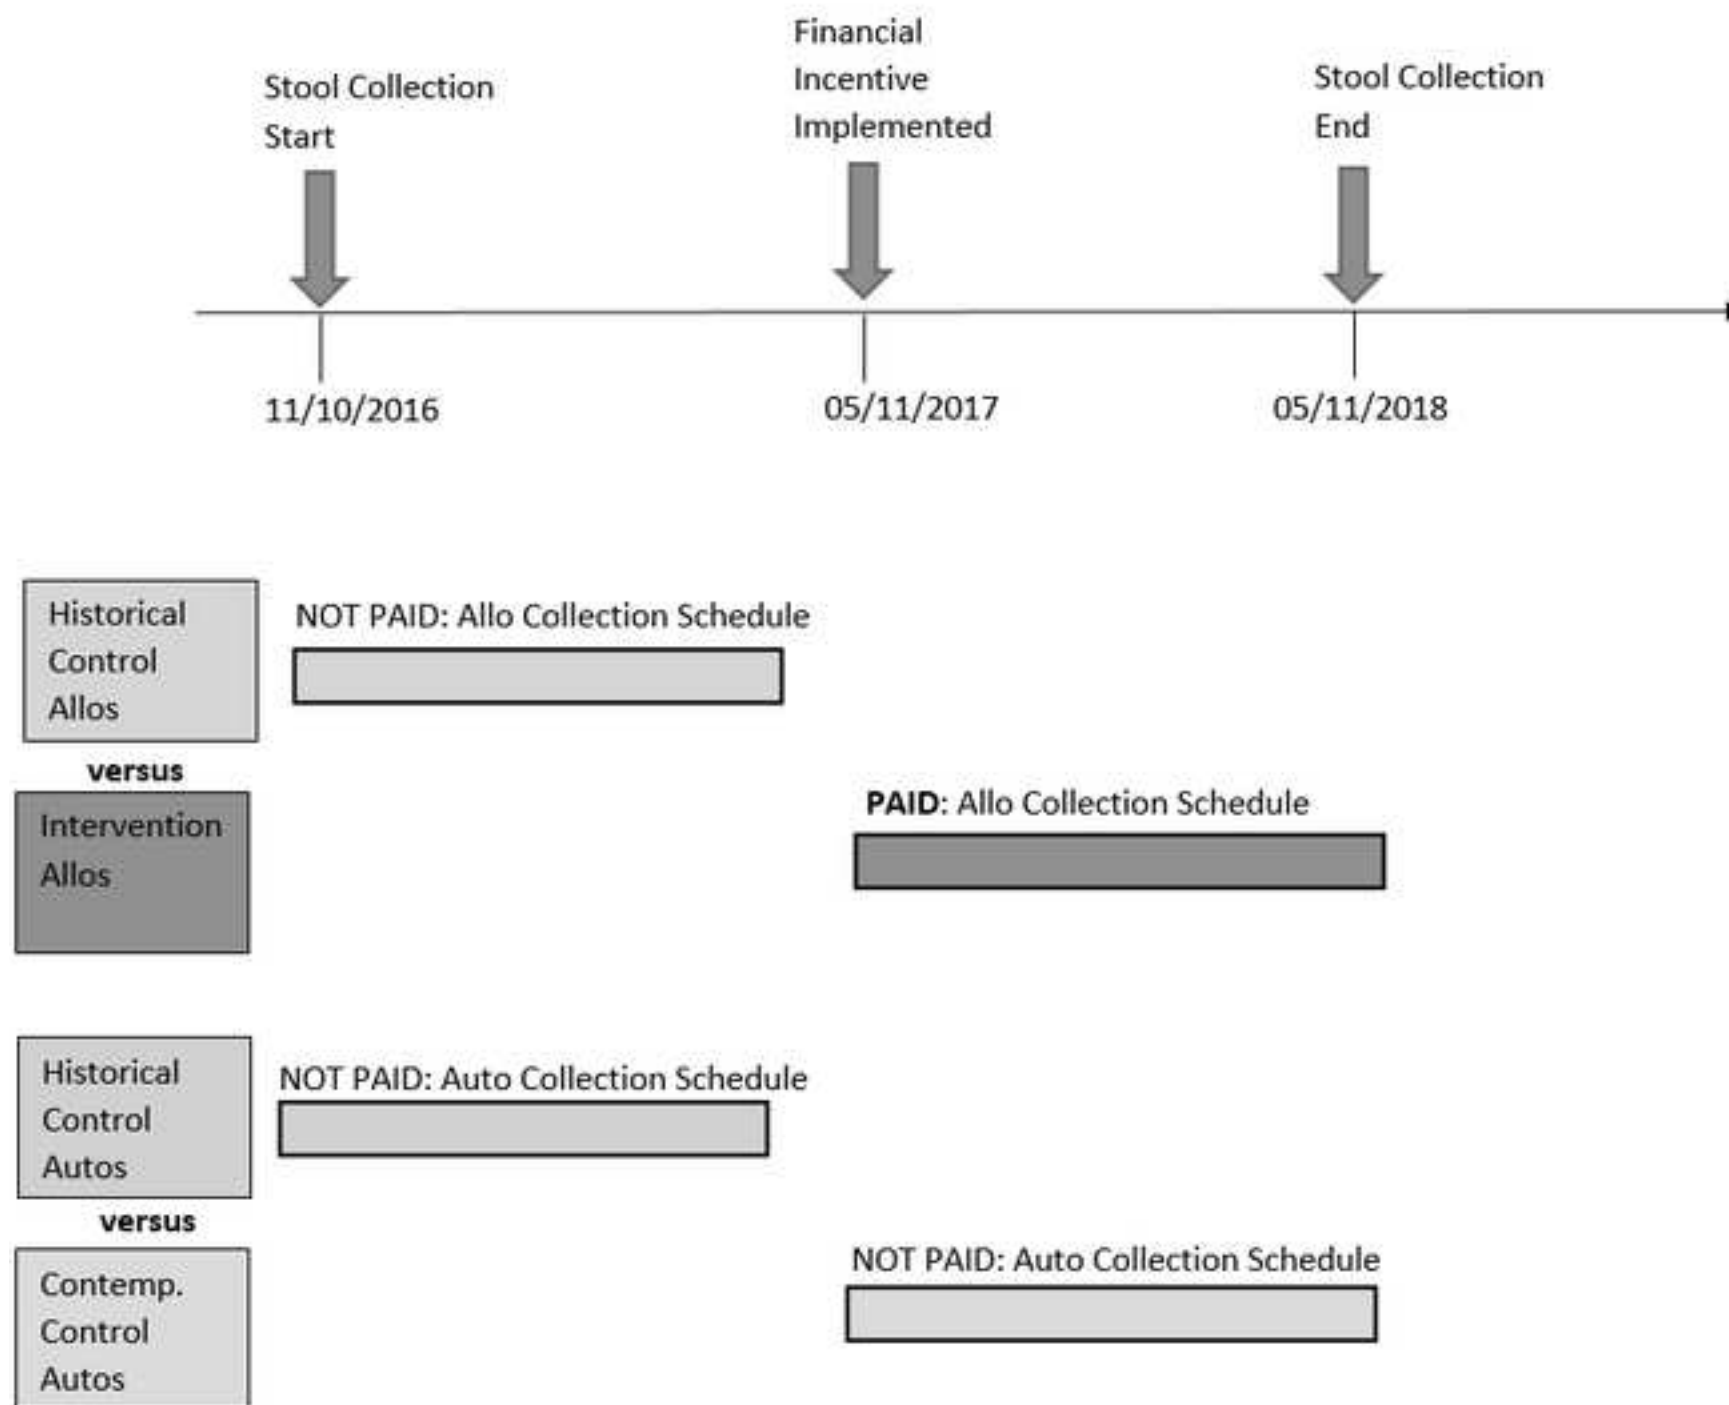 Stool Collection
Start
Financial
Incentive
Implemented
Stool Collection
End
11/10/2016
05/11/2017
05/11/2018
Historical
Control
Allos
NOT PAID: Allo Collection Schedule
versus
Intervention
Allos
PAID: Allo Collection Schedule
Historical
Control
Autos
NOT PAID: Auto Collection Schedule
versus
Contemp.
Control
Autos
NOT PAID: Auto Collection Schedule